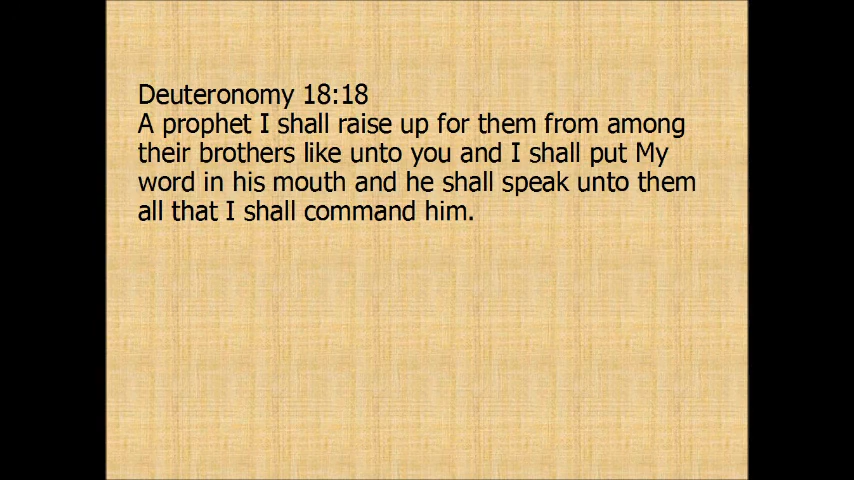 Deuteronomy 18:18
A prophet I shall raise up for them from among
their brothers like unto you and I shall put My
word in his mouth and he shall speak unto them
all that I shall command him.